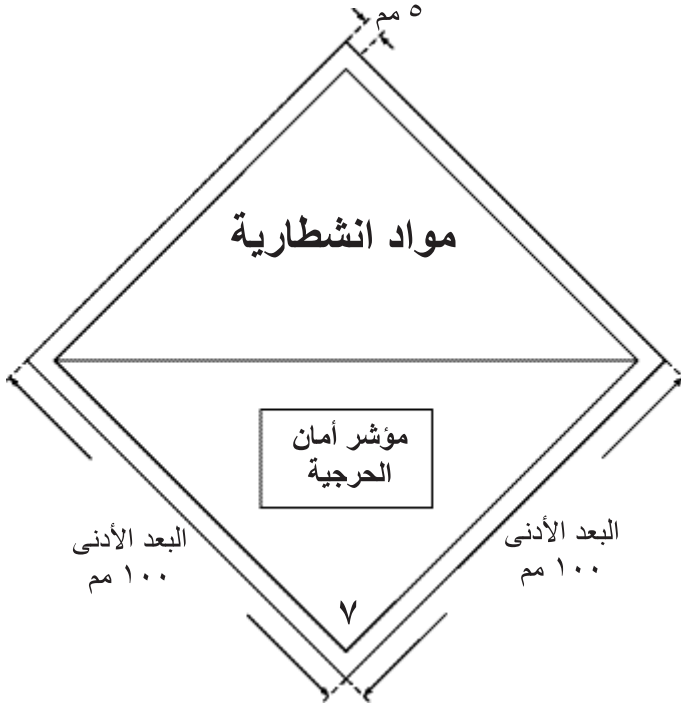 ٥ مم
مواد انشطارية
مؤشر أمان
الحرجية
البعد الأدنى
١٠٠ مم
البعد الأدنى
١٠٠ مم
٧